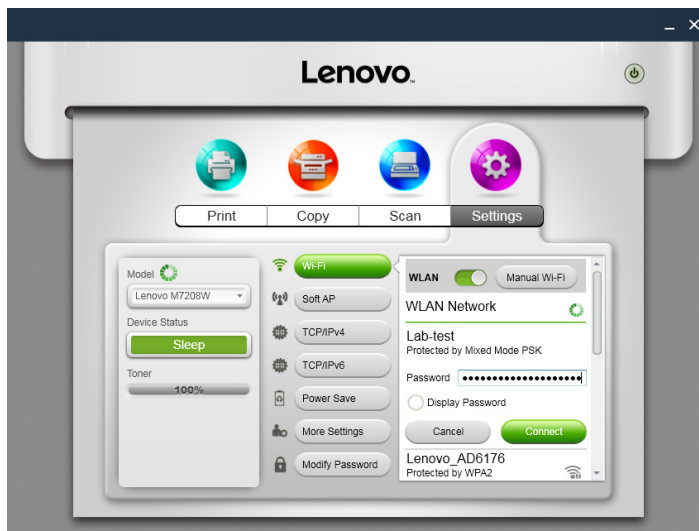 Lenovo
Print
Copy
Scan
Settings
Model
Lenovo M7208W
Device Status
Sleep
Toner
100%
Wi-Fi
Soft AP
TCP/IPv4
TCP/IPv6
Power Save
More Settings
Modify Password
WLAN
Manual Wi-Fi
WLAN Network
Lab-test
Protected by Mixed Mode PSK
Password
Display Password
Cancel
Connect
Lenovo_AD6176
Protected by WPA2